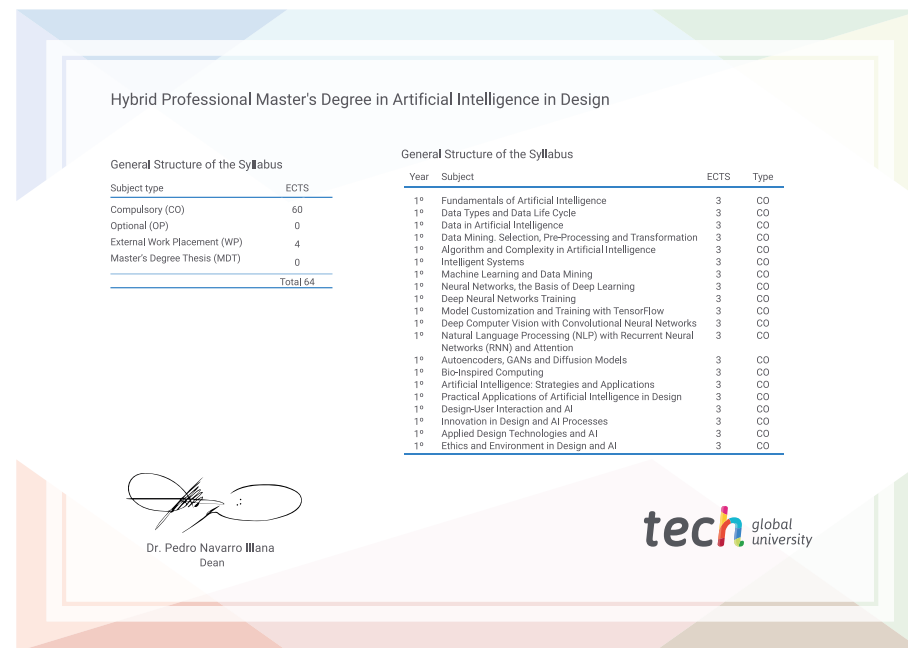 Hybrid Professional Master's Degree in Artificial Intelligence in Design
General Structure of the Syllabus
Subject type ECTS
Compulsory (CO) 60
Optional (OP) 0
External Work Placement (WP) 4
Master's Degree Thesis (MDT) 0
Total 64
General Structure of the Syllabus
Year Subject ECTS Type
1º Fundamentals of Artificial Intelligence 3 CO
1º Data Types and Data Life Cycle 3 CO
1º Data in Artificial Intelligence 3 CO
1º Data Mining. Selection, Pre-Processing and Transformation 3 CO
1º Algorithm and Complexity in Artificial Intelligence 3 CO
1º Intelligent Systems 3 CO
1º Machine Learning and Data Mining 3 CO
1º Neural Networks, the Basis of Deep Learning 3 CO
1º Deep Neural Networks Training 3 CO
1º Model Customization and Training with TensorFlow 3 CO
1º Deep Computer Vision with Convolutional Neural Networks 3 CO
1º Natural Language Processing (NLP) with Recurrent Neural 3 CO
Networks (RNN) and Attention
1º Autoencoders, GANs and Diffusion Models 3 CO
1º Bio-Inspired Computing 3 CO
1º Artificial Intelligence: Strategies and Applications 3 CO
1º Practical Applications of Artificial Intelligence in Design 3 CO
1º Design-User Interaction and AI 3 CO
1º Innovation in Design and AI Processes 3 CO
1º Applied Design Technologies and AI 3 CO
1º Ethics and Environment in Design and AI 3 CO
Dr. Pedro Navarro Illana
Dean
tech global
university